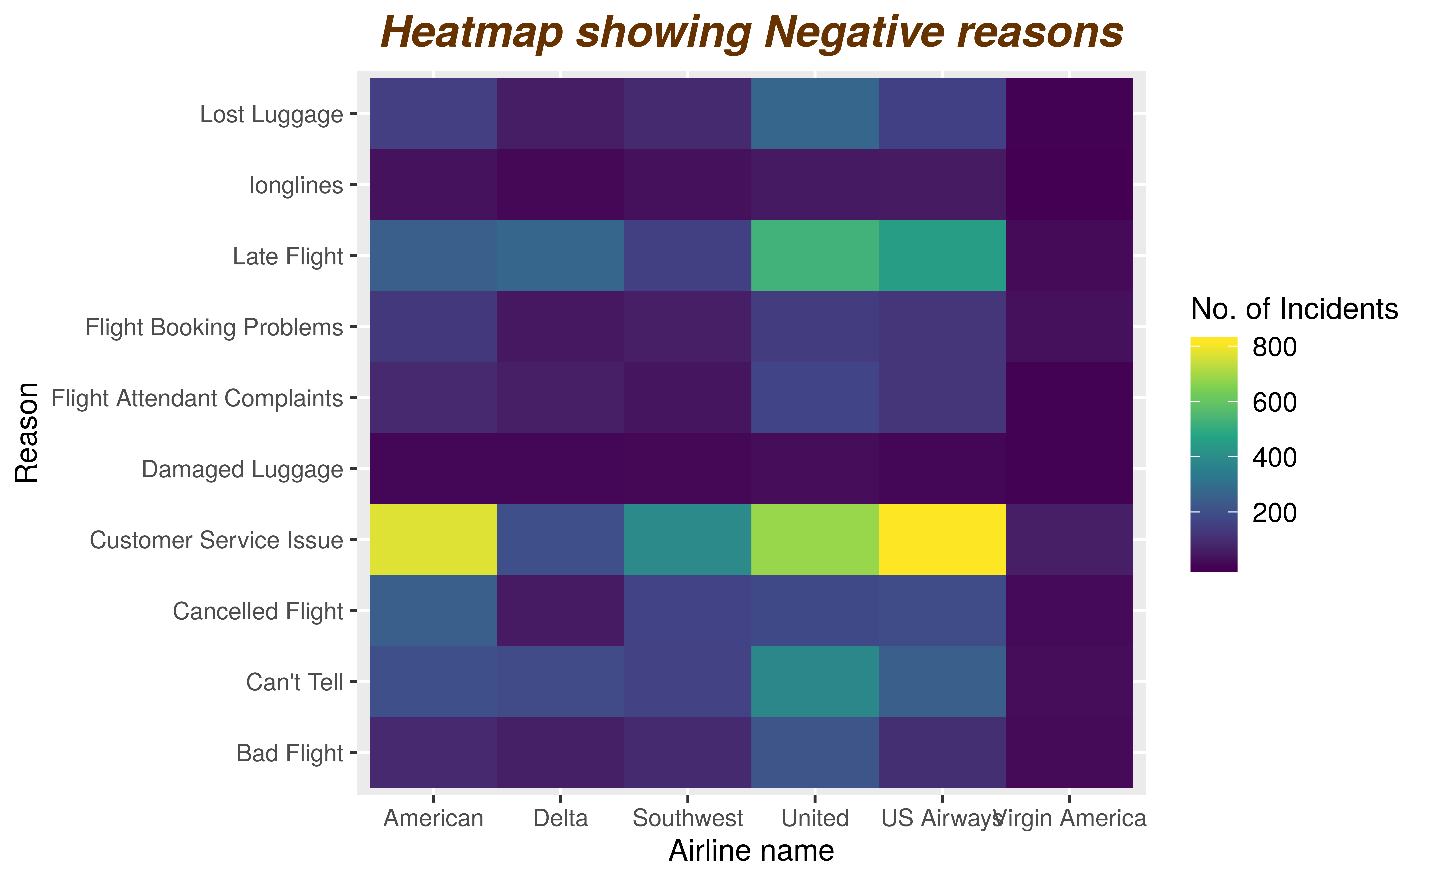 Heatmap showing Negative reasons
Reason
Lost Luggage
longlines
Late Flight
Flight Booking Problems
Flight Attendant Complaints
Damaged Luggage
Customer Service Issue
Cancelled Flight
Can't Tell
Bad Flight
American Delta Southwest United US Airways Virgin America
Airline name
No. of Incidents
800
600
400
200